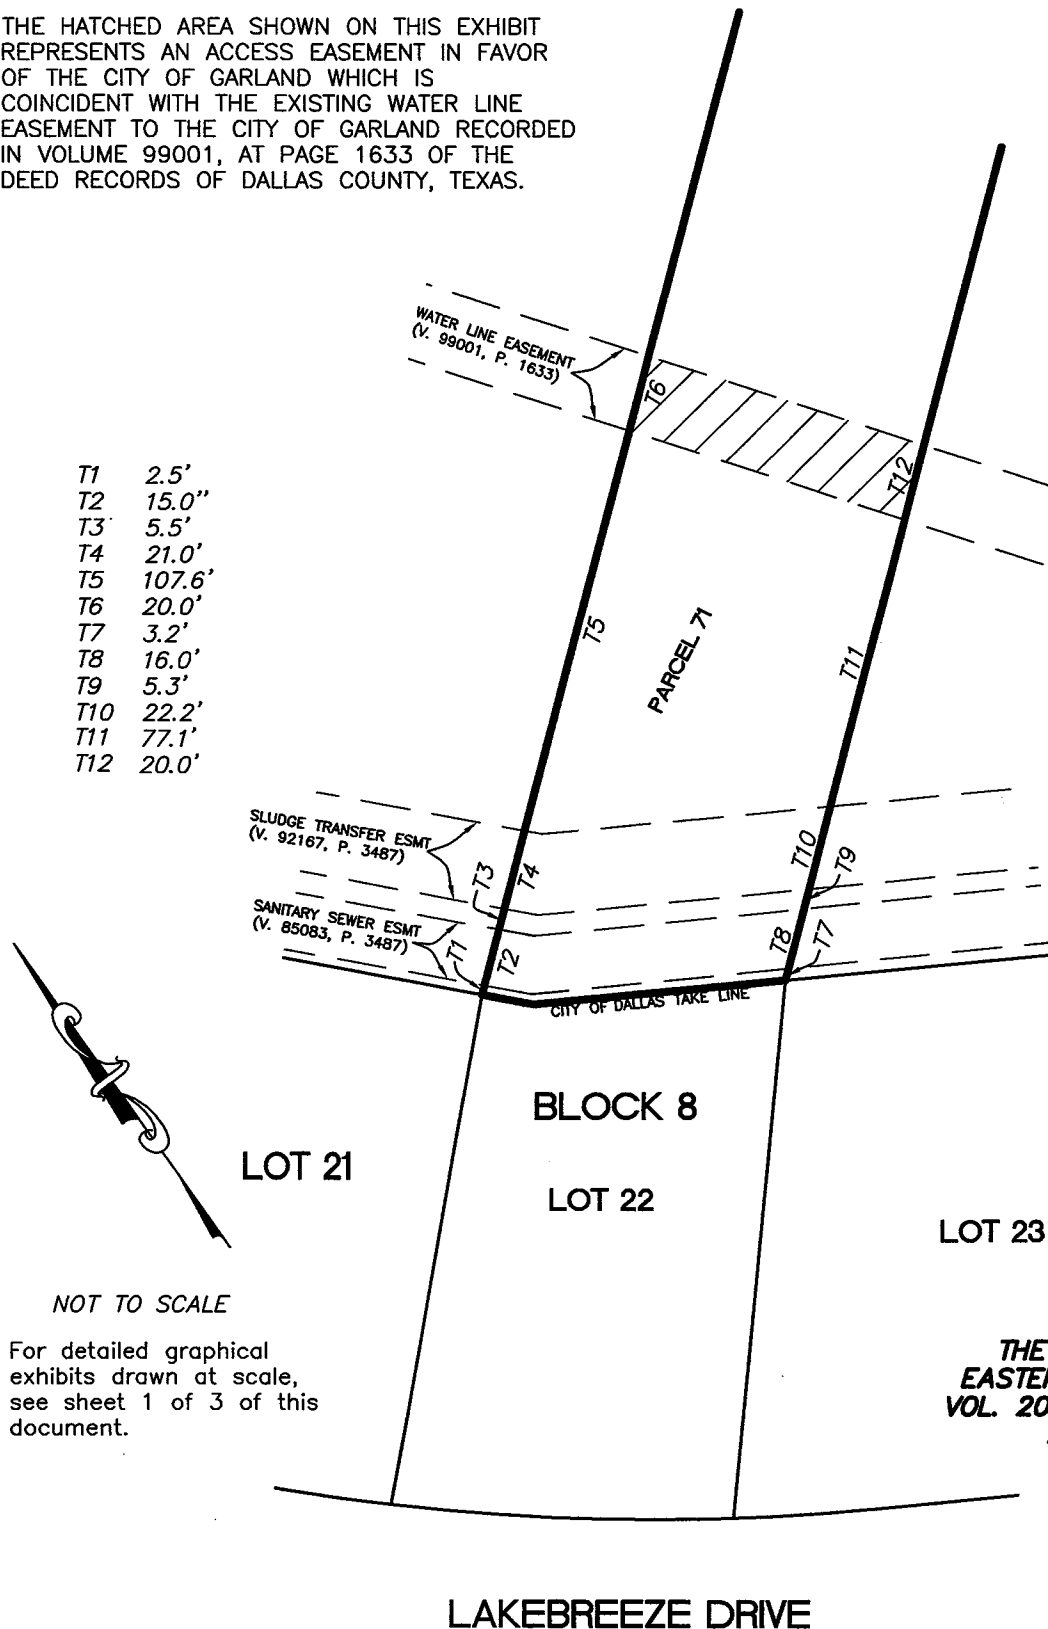 THE HATCHED AREA SHOWN ON THIS EXHIBIT
REPRESENTS AN ACCESS EASEMENT IN FAVOR
OF THE CITY OF GARLAND WHICH IS
COINCIDENT WITH THE EXISTING WATER LINE
EASEMENT TO THE CITY OF GARLAND RECORDED
IN VOLUME 99001, AT PAGE 1633 OF THE
DEED RECORDS OF DALLAS COUNTY, TEXAS.
WATER LINE EASEMENT
(V. 99001, P. 1633)
T6
T12
T1 2.5'
T2 15.0"
T3 5.5'
T4 21.0'
T5 107.6'
T6 20.0'
T7 3.2'
T8 16.0'
T9 5.3'
T10 22.2'
T11 77.1'
T12 20.0'
T5
PARCEL 71
T11
SLUDGE TRANSFER ESMT
(V. 92167, P. 3487)
T3
T4
T10
T9
SANITARY SEWER ESMT
(V. 85083, P. 3487)
T1
T2
T8
T7
CITY OF DALLAS TAKE LINE
BLOCK 8
LOT 21
LOT 22
LOT 23
NOT TO SCALE
For detailed graphical
exhibits drawn at scale,
see sheet 1 of 3 of this
document.
THE
EASTE
VOL. 20
LAKEBREEZE DRIVE